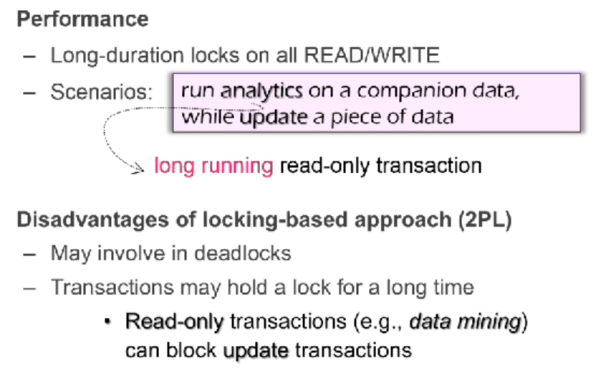 Performance
– Long-duration locks on all READ/WRITE
– Scenarios: run analytics on a companion data,
while update a piece of data
long running read-only transaction
Disadvantages of locking-based approach (2PL)
– May involve in deadlocks
– Transactions may hold a lock for a long time
• Read-only transactions (e.g., data mining)
can block update transactions